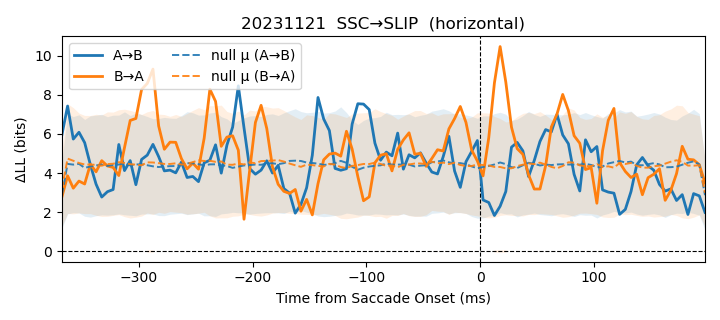 20231121  SSC→SLIP  (horizontal)
A→B
B→A
null μ (A→B)
null μ (B→A)
ΔLL (bits)
10
8
6
4
2
0
−300
−200
−100
0
100
Time from Saccade Onset (ms)